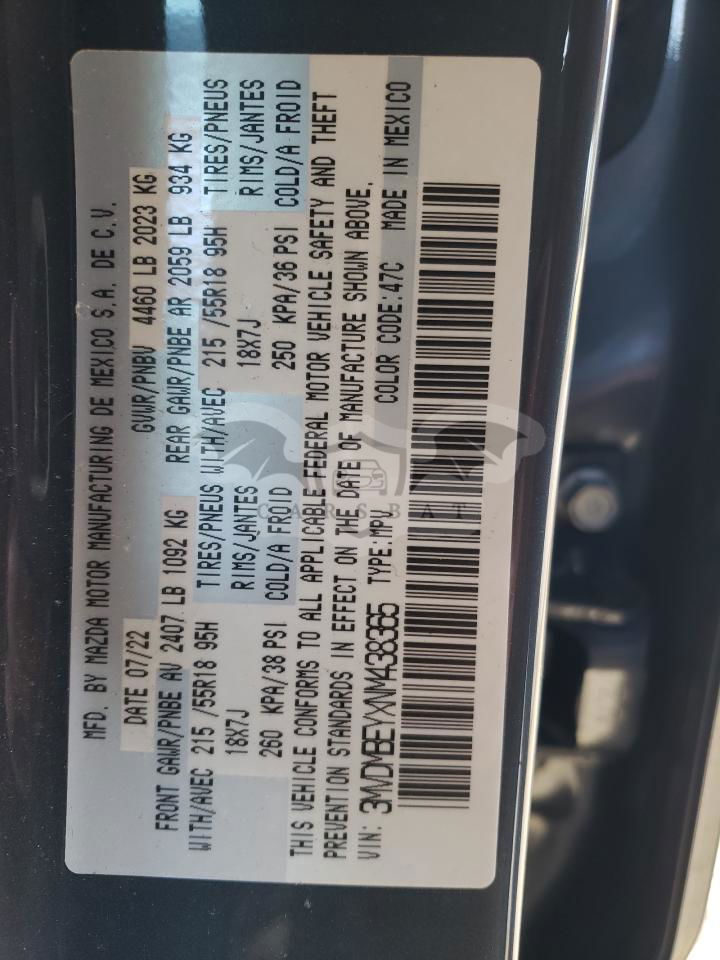 MFD. BY MAZDA MOTOR MANUFACTURING DE MEXICO S.A. DE C.V.
DATE 07/22 GVWR/PNBV 4460 LB 2023 KG
FRONT GAWR/PNBE AV 2407 LB 1092 KG REAR GAWR/PNBE AR 2059 LB 934 KG
WITH/AVEC 215 /55R18 95H TIRES/PNEUS WITH/AVEC 215 /55R18 95H TIRES/PNEUS
18X7J RIMS/JANTES 18X7J RIMS/JANTES
260 KPA/38 PSI COLD/A FROID 250 KPA/36 PSI COLD/A FROID
THIS VEHICLE CONFORMS TO ALL APPLICABLE FEDERAL MOTOR VEHICLE SAFETY AND THEFT
PREVENTION STANDARDS IN EFFECT ON THE DATE OF MANUFACTURE SHOWN ABOVE.
VIN: 3MVDMBEYXNM438365 TYPE:MPV COLOR CODE:47C MADE IN MEXICO
CARSBAT